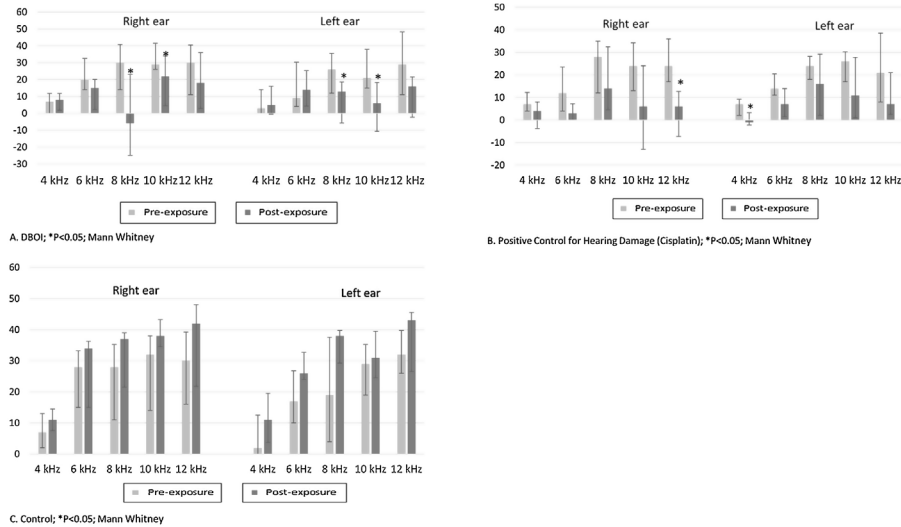 60
50
40
30
20
10
0
-10
-20
-30
Right ear
Left ear
*
*
*
*
4 kHz 6 kHz 8 kHz 10 kHz 12 kHz 4 kHz 6 kHz 8 kHz 10 kHz 12 kHz
Pre-exposure Post-exposure
A. DBOI; *P<0.05; Mann Whitney
50
40
30
20
10
0
-10
-20
Right ear
Left ear
*
*
4 kHz 6 kHz 8 kHz 10 kHz 12 kHz 4 kHz 6 kHz 8 kHz 10 kHz 12 kHz
Pre-exposure Post-exposure
B. Positive Control for Hearing Damage (Cisplatin); *P<0.05; Mann Whitney
60
50
40
30
20
10
0
Right ear
Left ear
4 kHz 6 kHz 8 kHz 10 kHz 12 kHz 4 kHz 6 kHz 8 kHz 10 kHz 12 kHz
Pre-exposure Post-exposure
C. Control; *P<0.05; Mann Whitney